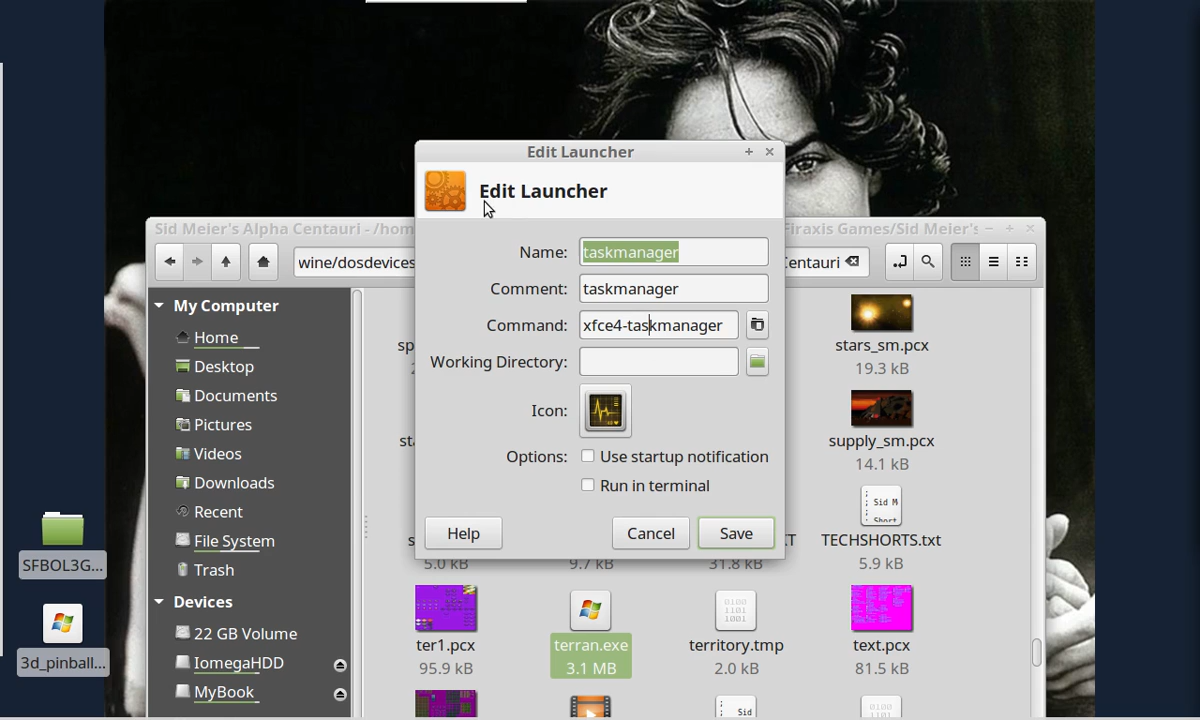 Edit Launcher
Edit Launcher
Name: taskmanager
Comment: taskmanager
Command: xfce4-taskmanager
Working Directory:
Icon:
Options: Use startup notification
Run in terminal
Help Cancel Save
Sid Meier's Alpha Centauri - /hom
Firaxis Games/Sid Meier's
wine/dosdevices
Centauri
My Computer
Home
Desktop
Documents
Pictures
Videos
Downloads
Recent
File System
Trash
Devices
22 GB Volume
IomegaHDD
MyBook
stars_sm.pcx
19.3 kB
supply_sm.pcx
14.1 kB
TECHSHORTS.txt
5.0 kB 9.7 kB 31.8 kB 5.9 kB
ter1.pcx terran.exe territory.tmp text.pcx
95.9 kB 3.1 MB 2.0 kB 81.5 kB
SFBOL3G...
3d_pinball...